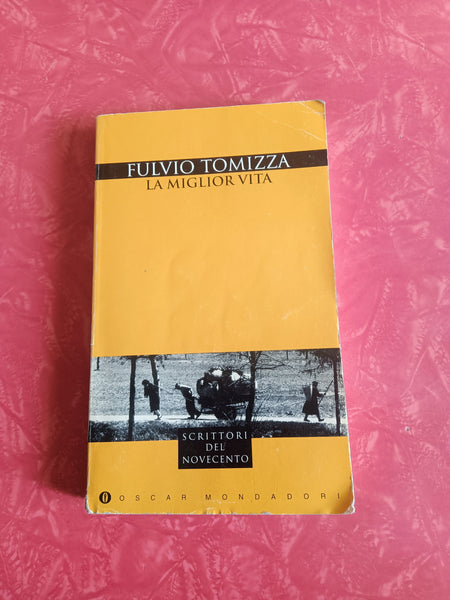 FULVIO TOMIZZA
LA MIGLIOR VITA
SCRITTORI
DEL
NOVECENTO
OSCAR MONDADORI